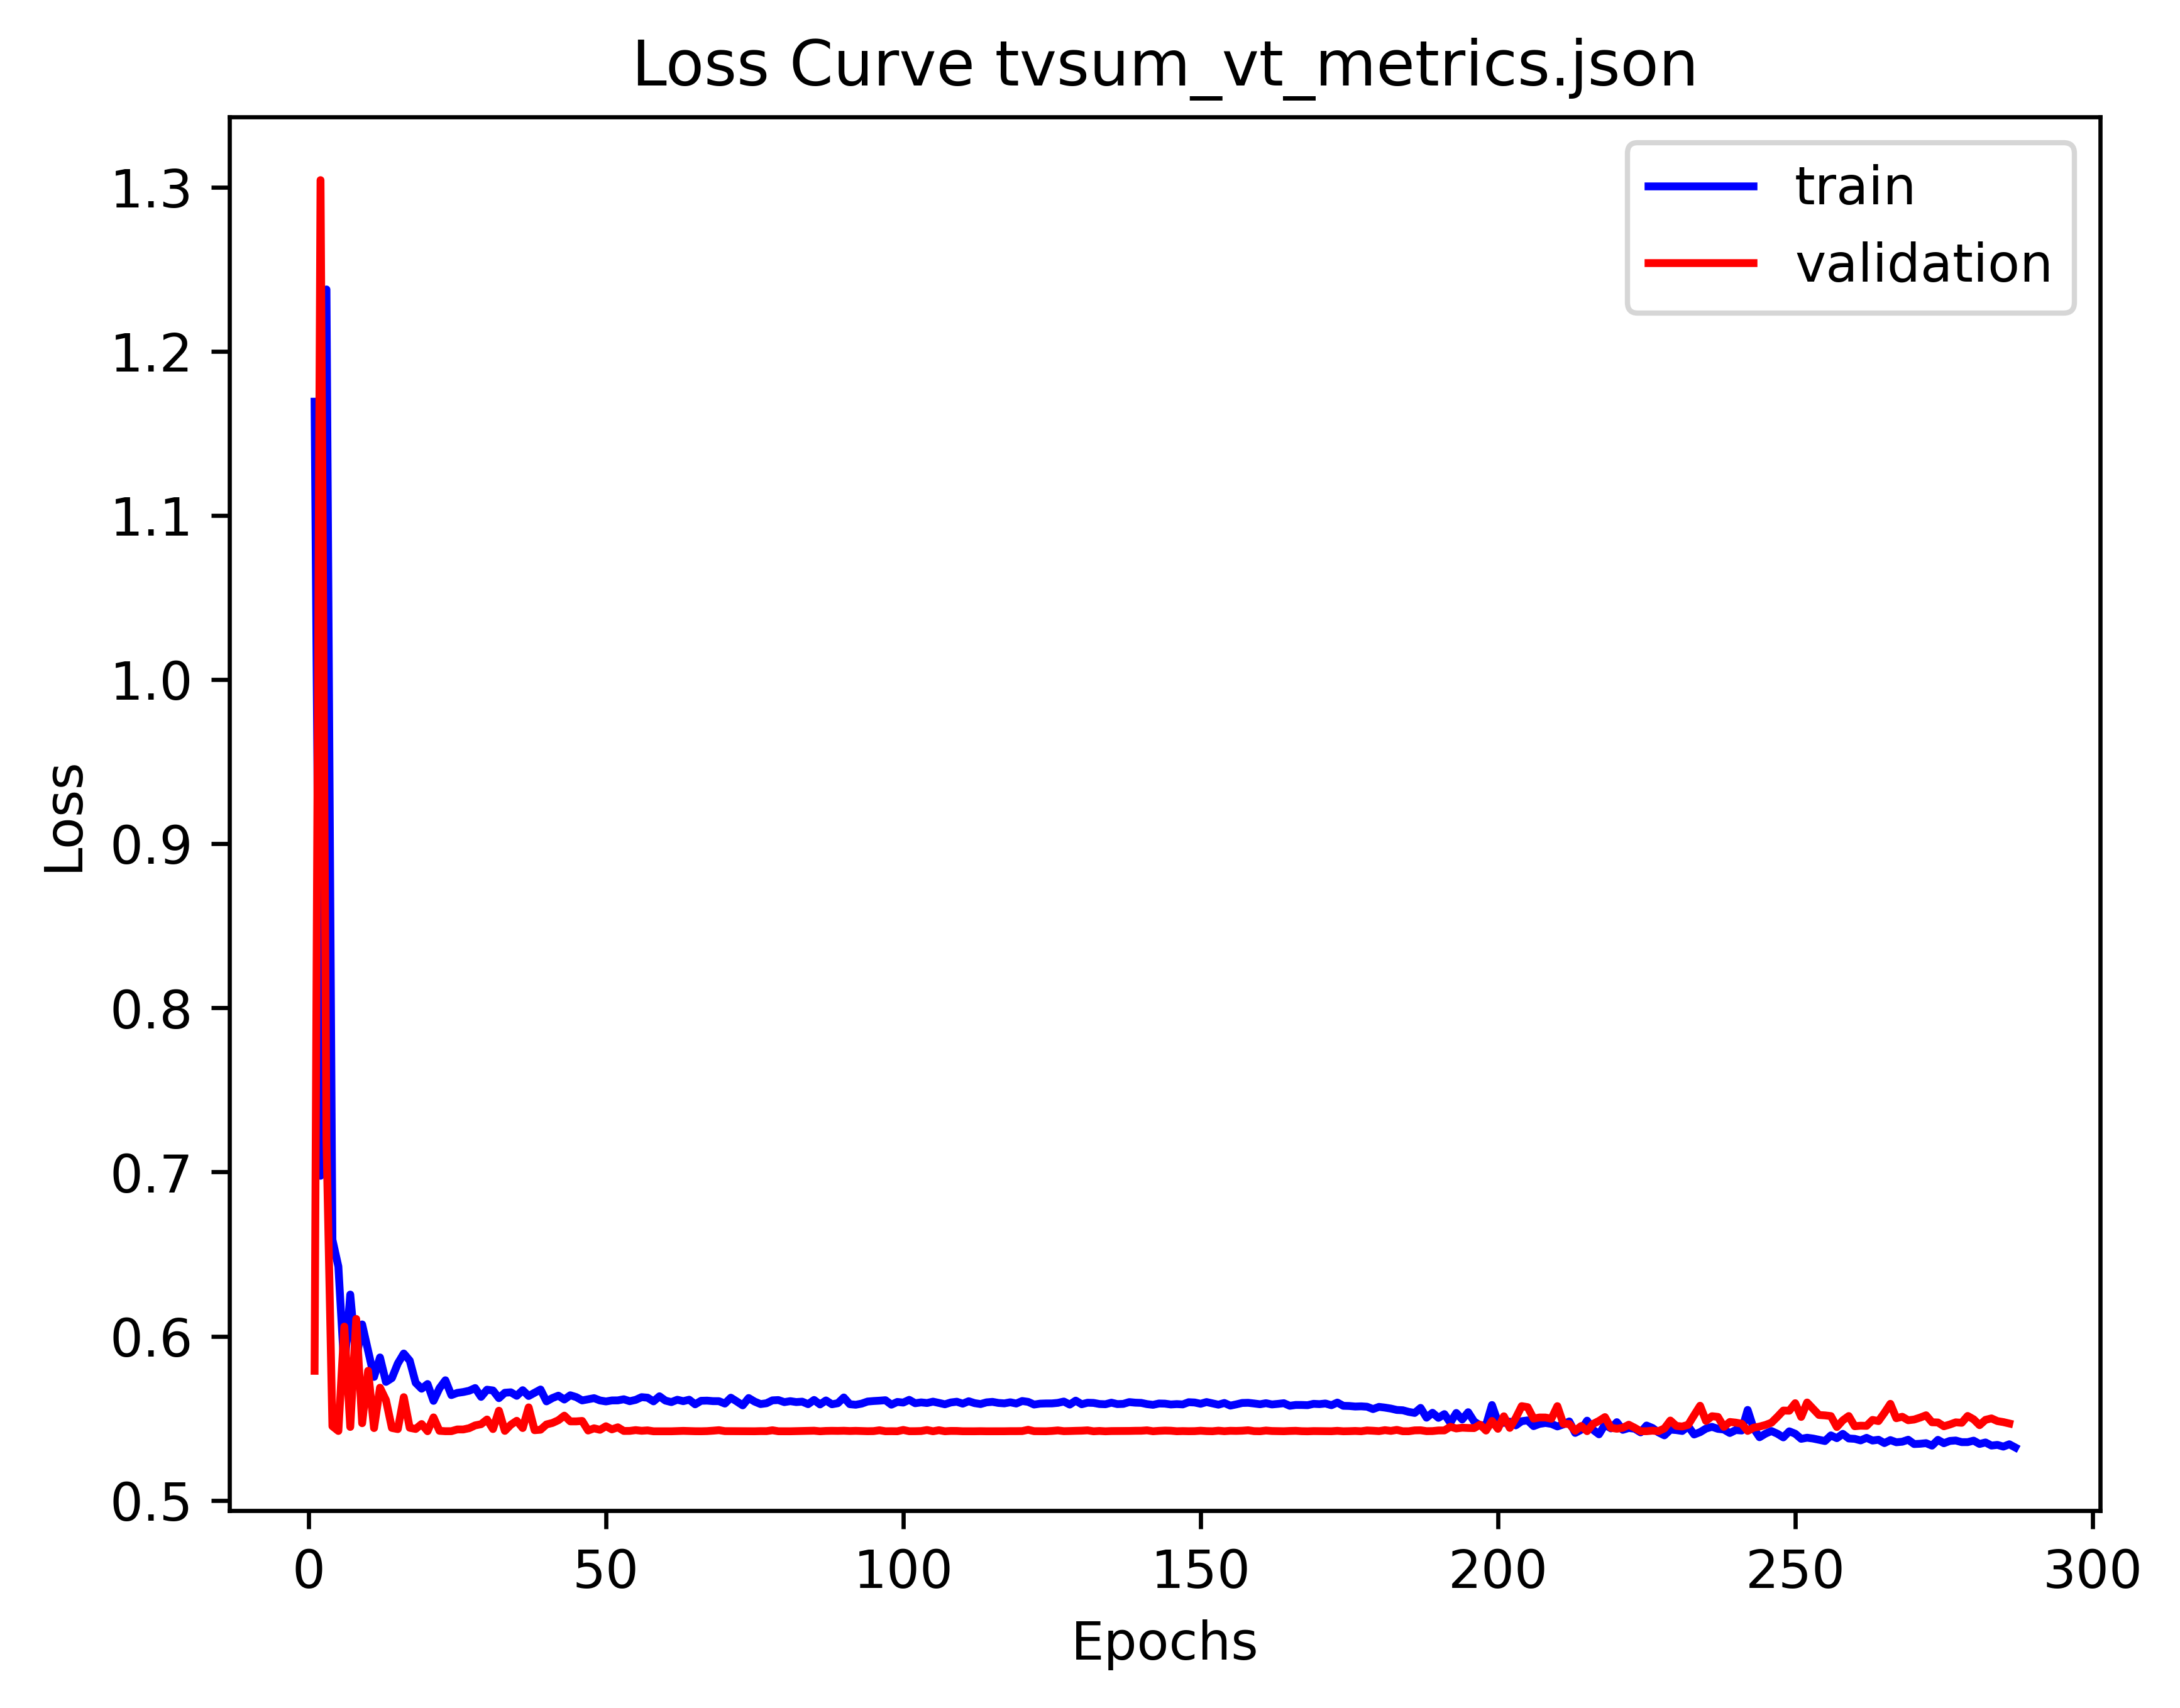 Loss Curve tvsum_vt_metrics.json
train
validation
1.3
1.2
1.1
1.0
0.9
0.8
0.7
0.6
0.5
Loss
0 50 100 150 200 250 300
Epochs